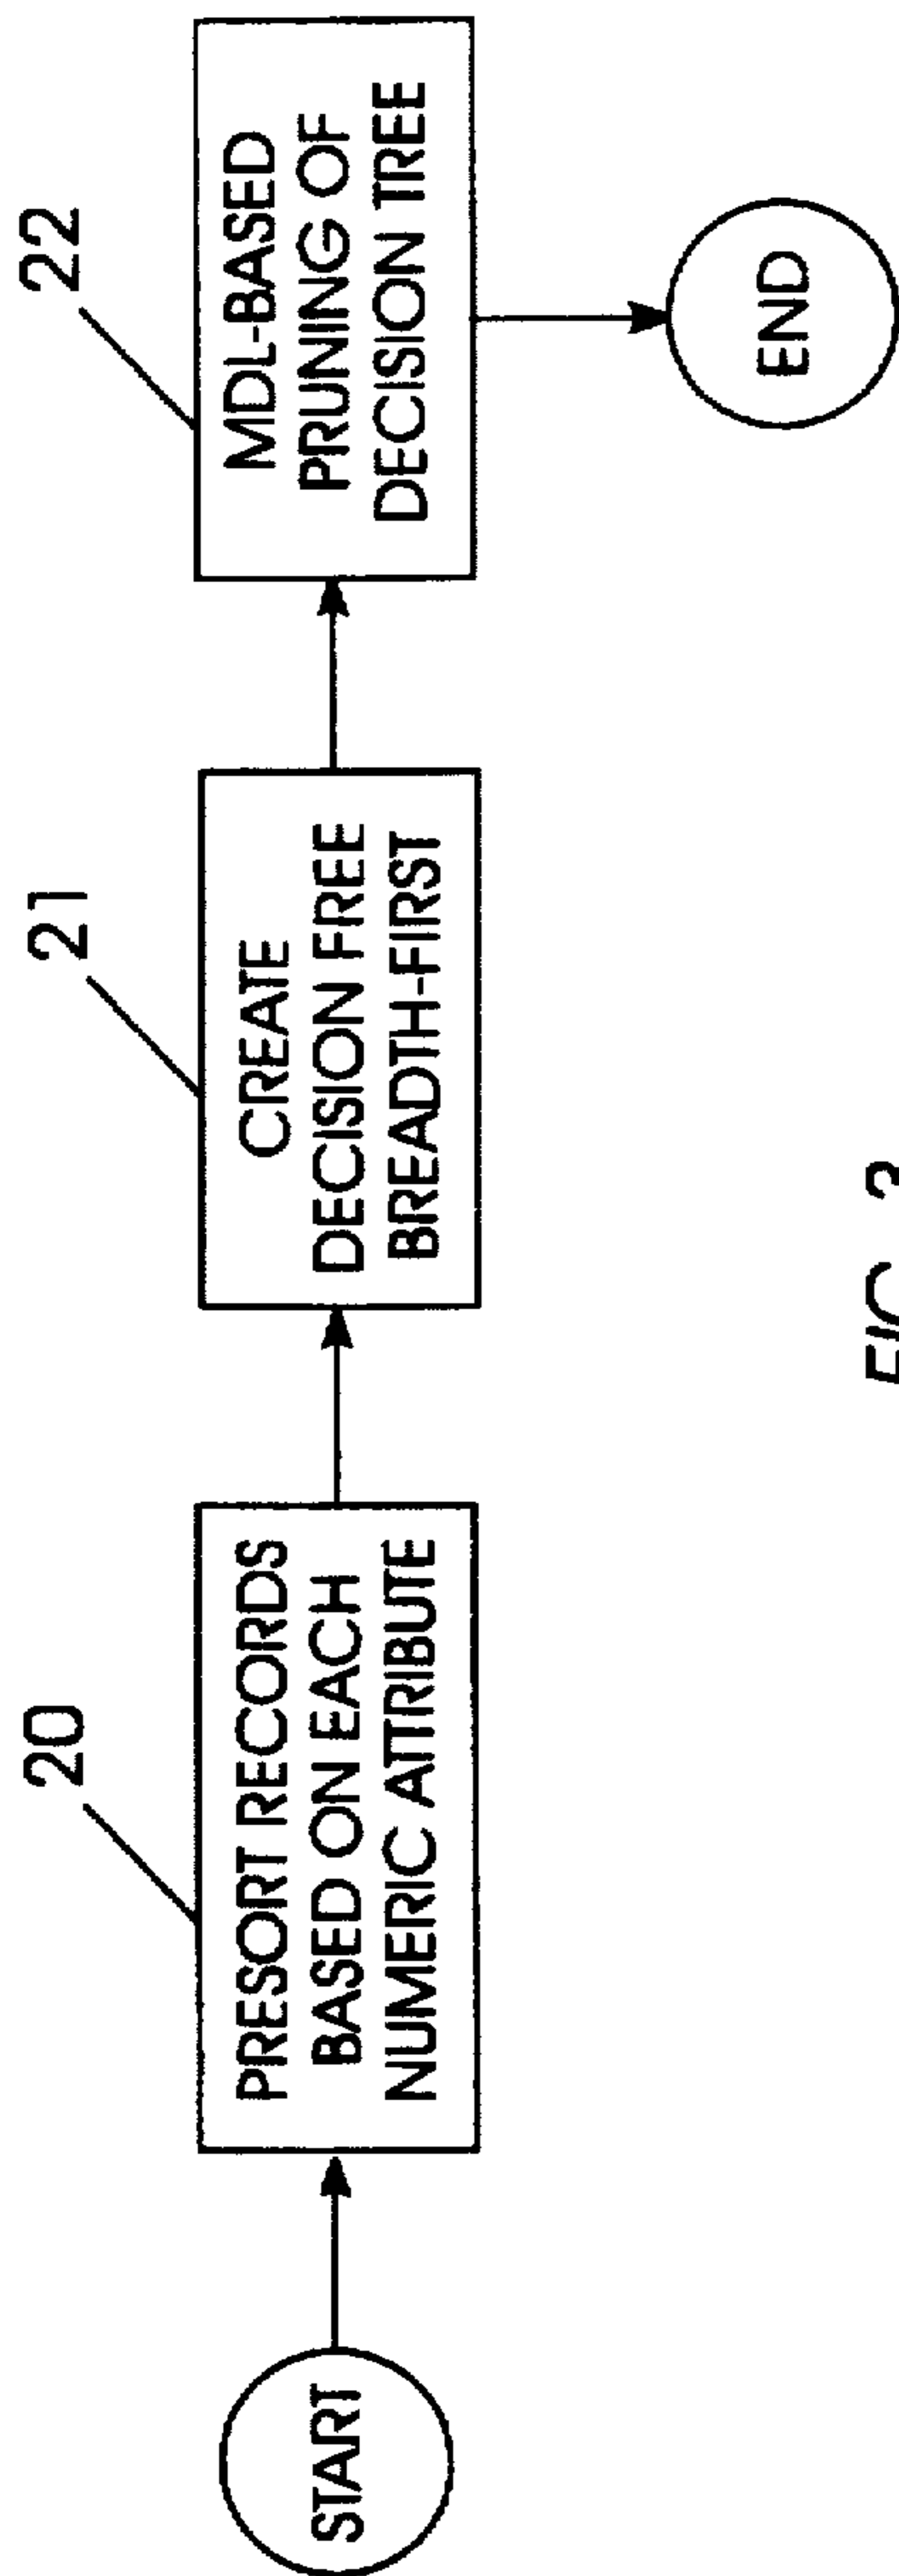 20
21
22
START
PRESORT RECORDS
BASED ON EACH
NUMERIC ATTRIBUTE
CREATE
DECISION FREE
BREADTH-FIRST
MDL-BASED
PRUNING OF
DECISION TREE
END
FIG.